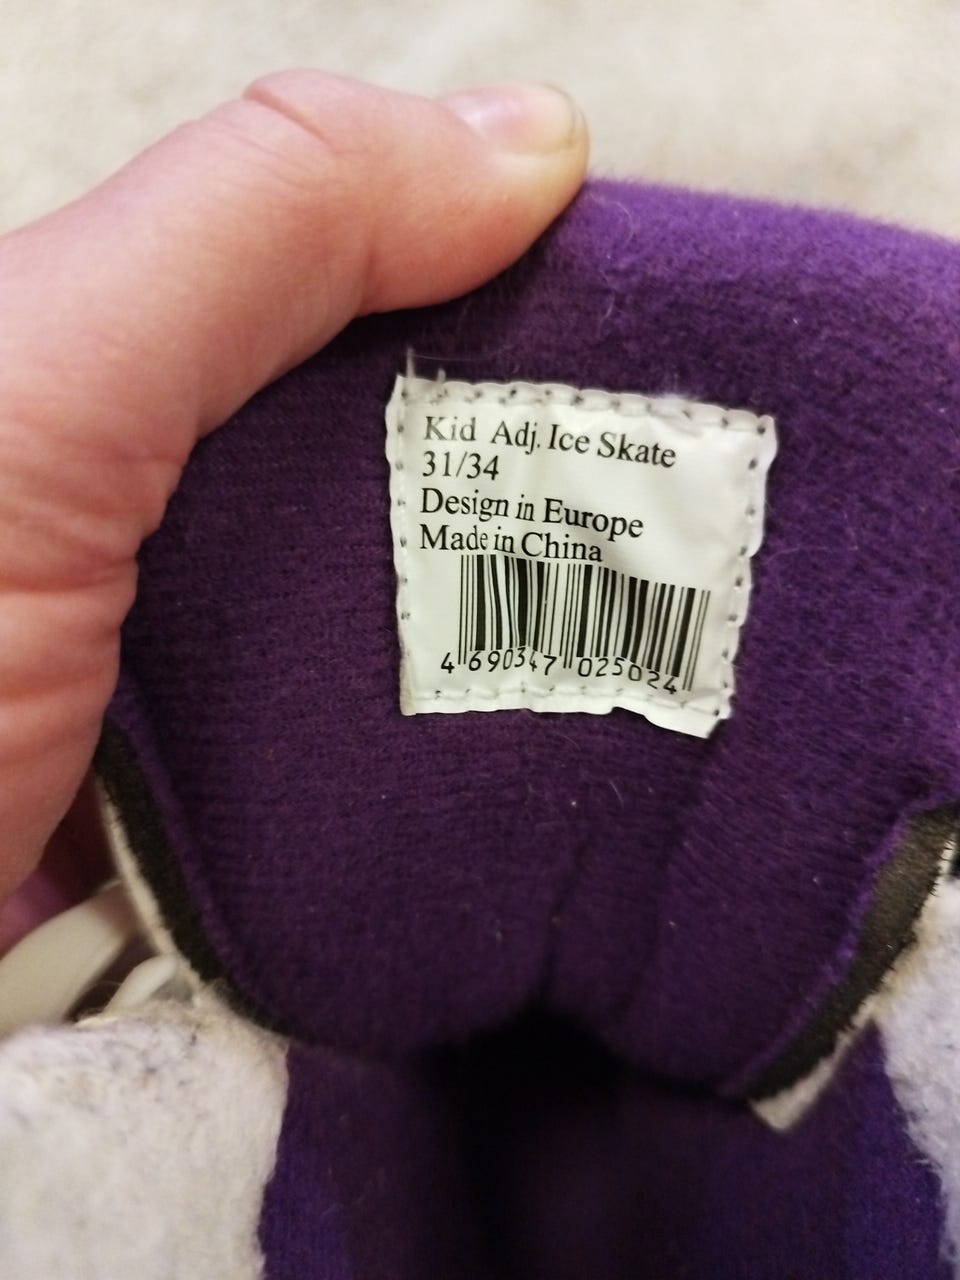 Kid Adj. Ice Skate
31/34
Design in Europe
Made in China
4 690347 025024